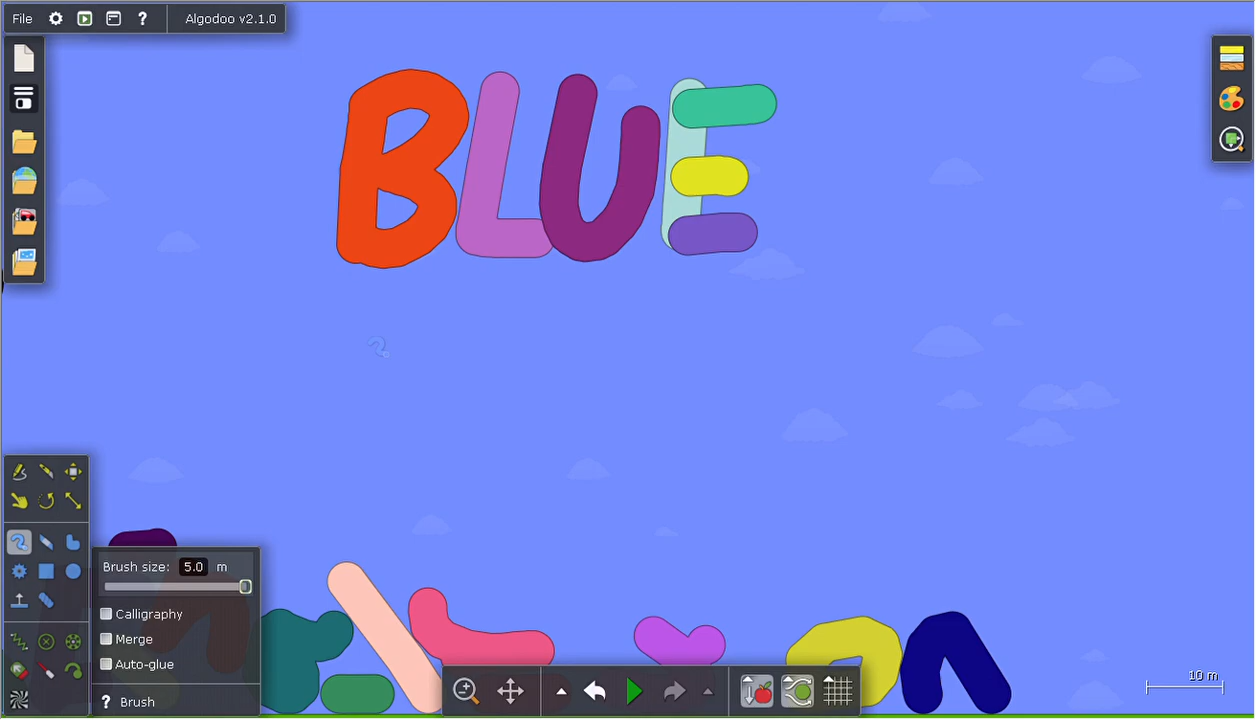 File ? Algodoo v2.1.0
BLUE
Brush size: 5.0 m
Calligraphy
Merge
Auto-glue
? Brush
10 m